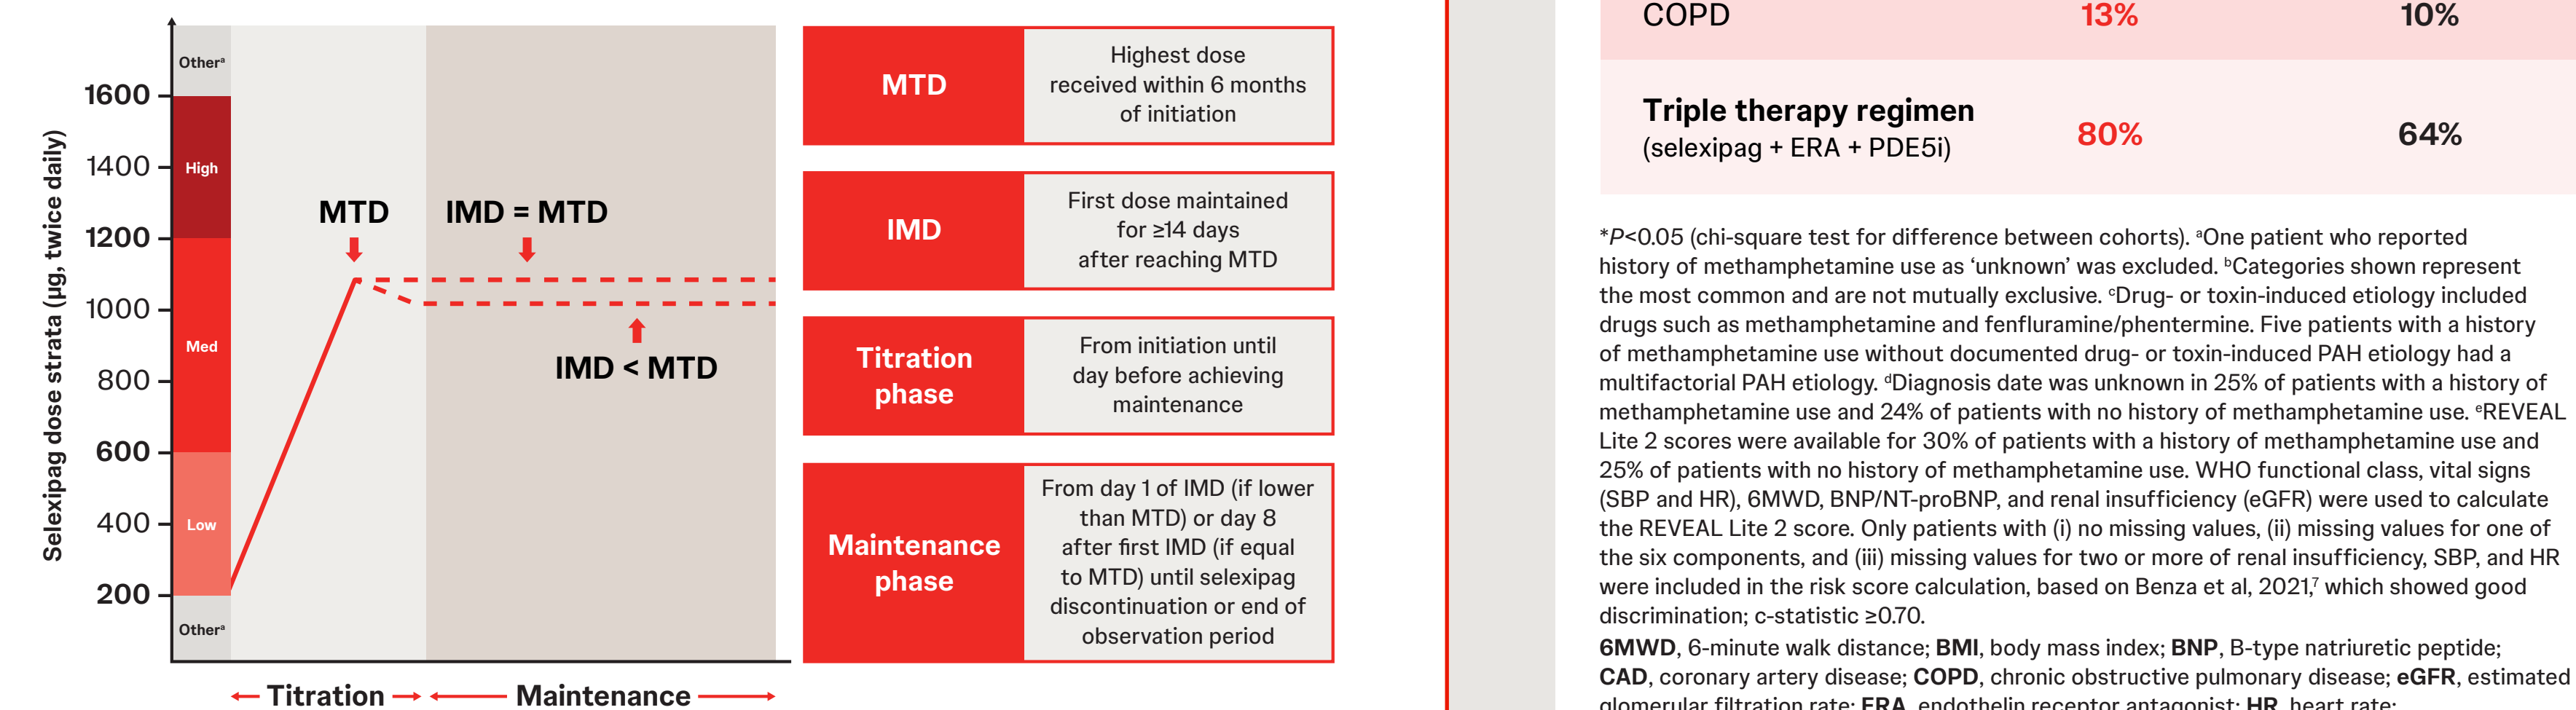 Selexipag dose strata (µg, twice daily)
1600
1400
1200
1000
800
600
400
200
Otherᵃ
High
Med
Low
Otherᵃ
MTD
IMD = MTD
IMD < MTD
Titration
Maintenance
MTD
Highest dose
received within 6 months
of initiation
IMD
First dose maintained
for ≥14 days
after reaching MTD
Titration
phase
From initiation until
day before achieving
maintenance
Maintenance
phase
From day 1 of IMD (if lower
than MTD) or day 8
after first IMD (if equal
to MTD) until selexipag
discontinuation or end of
observation period
COPD 13% 10%
Triple therapy regimen
(selexipag + ERA + PDE5i) 80% 64%
*P<0.05 (chi-square test for difference between cohorts). ᵃOne patient who reported
history of methamphetamine use as ‘unknown’ was excluded. ᵇCategories shown represent
the most common and are not mutually exclusive. ᶜDrug- or toxin-induced etiology included
drugs such as methamphetamine and fenfluramine/phentermine. Five patients with a history
of methamphetamine use without documented drug- or toxin-induced PAH etiology had a
multifactorial PAH etiology. ᵈDiagnosis date was unknown in 25% of patients with a history of
methamphetamine use and 24% of patients with no history of methamphetamine use. ᵉREVEAL
Lite 2 scores were available for 30% of patients with a history of methamphetamine use and
25% of patients with no history of methamphetamine use. WHO functional class, vital signs
(SBP and HR), 6MWD, BNP/NT-proBNP, and renal insufficiency (eGFR) were used to calculate
the REVEAL Lite 2 score. Only patients with (i) no missing values, (ii) missing values for one of
the six components, and (iii) missing values for two or more of renal insufficiency, SBP, and HR
were included in the risk score calculation, based on Benza et al, 2021,⁷ which showed good
discrimination; c-statistic ≥0.70.
6MWD, 6-minute walk distance; BMI, body mass index; BNP, B-type natriuretic peptide;
CAD, coronary artery disease; COPD, chronic obstructive pulmonary disease; eGFR, estimated
glomerular filtration rate; ERA, endothelin receptor antagonist; HR, heart rate;